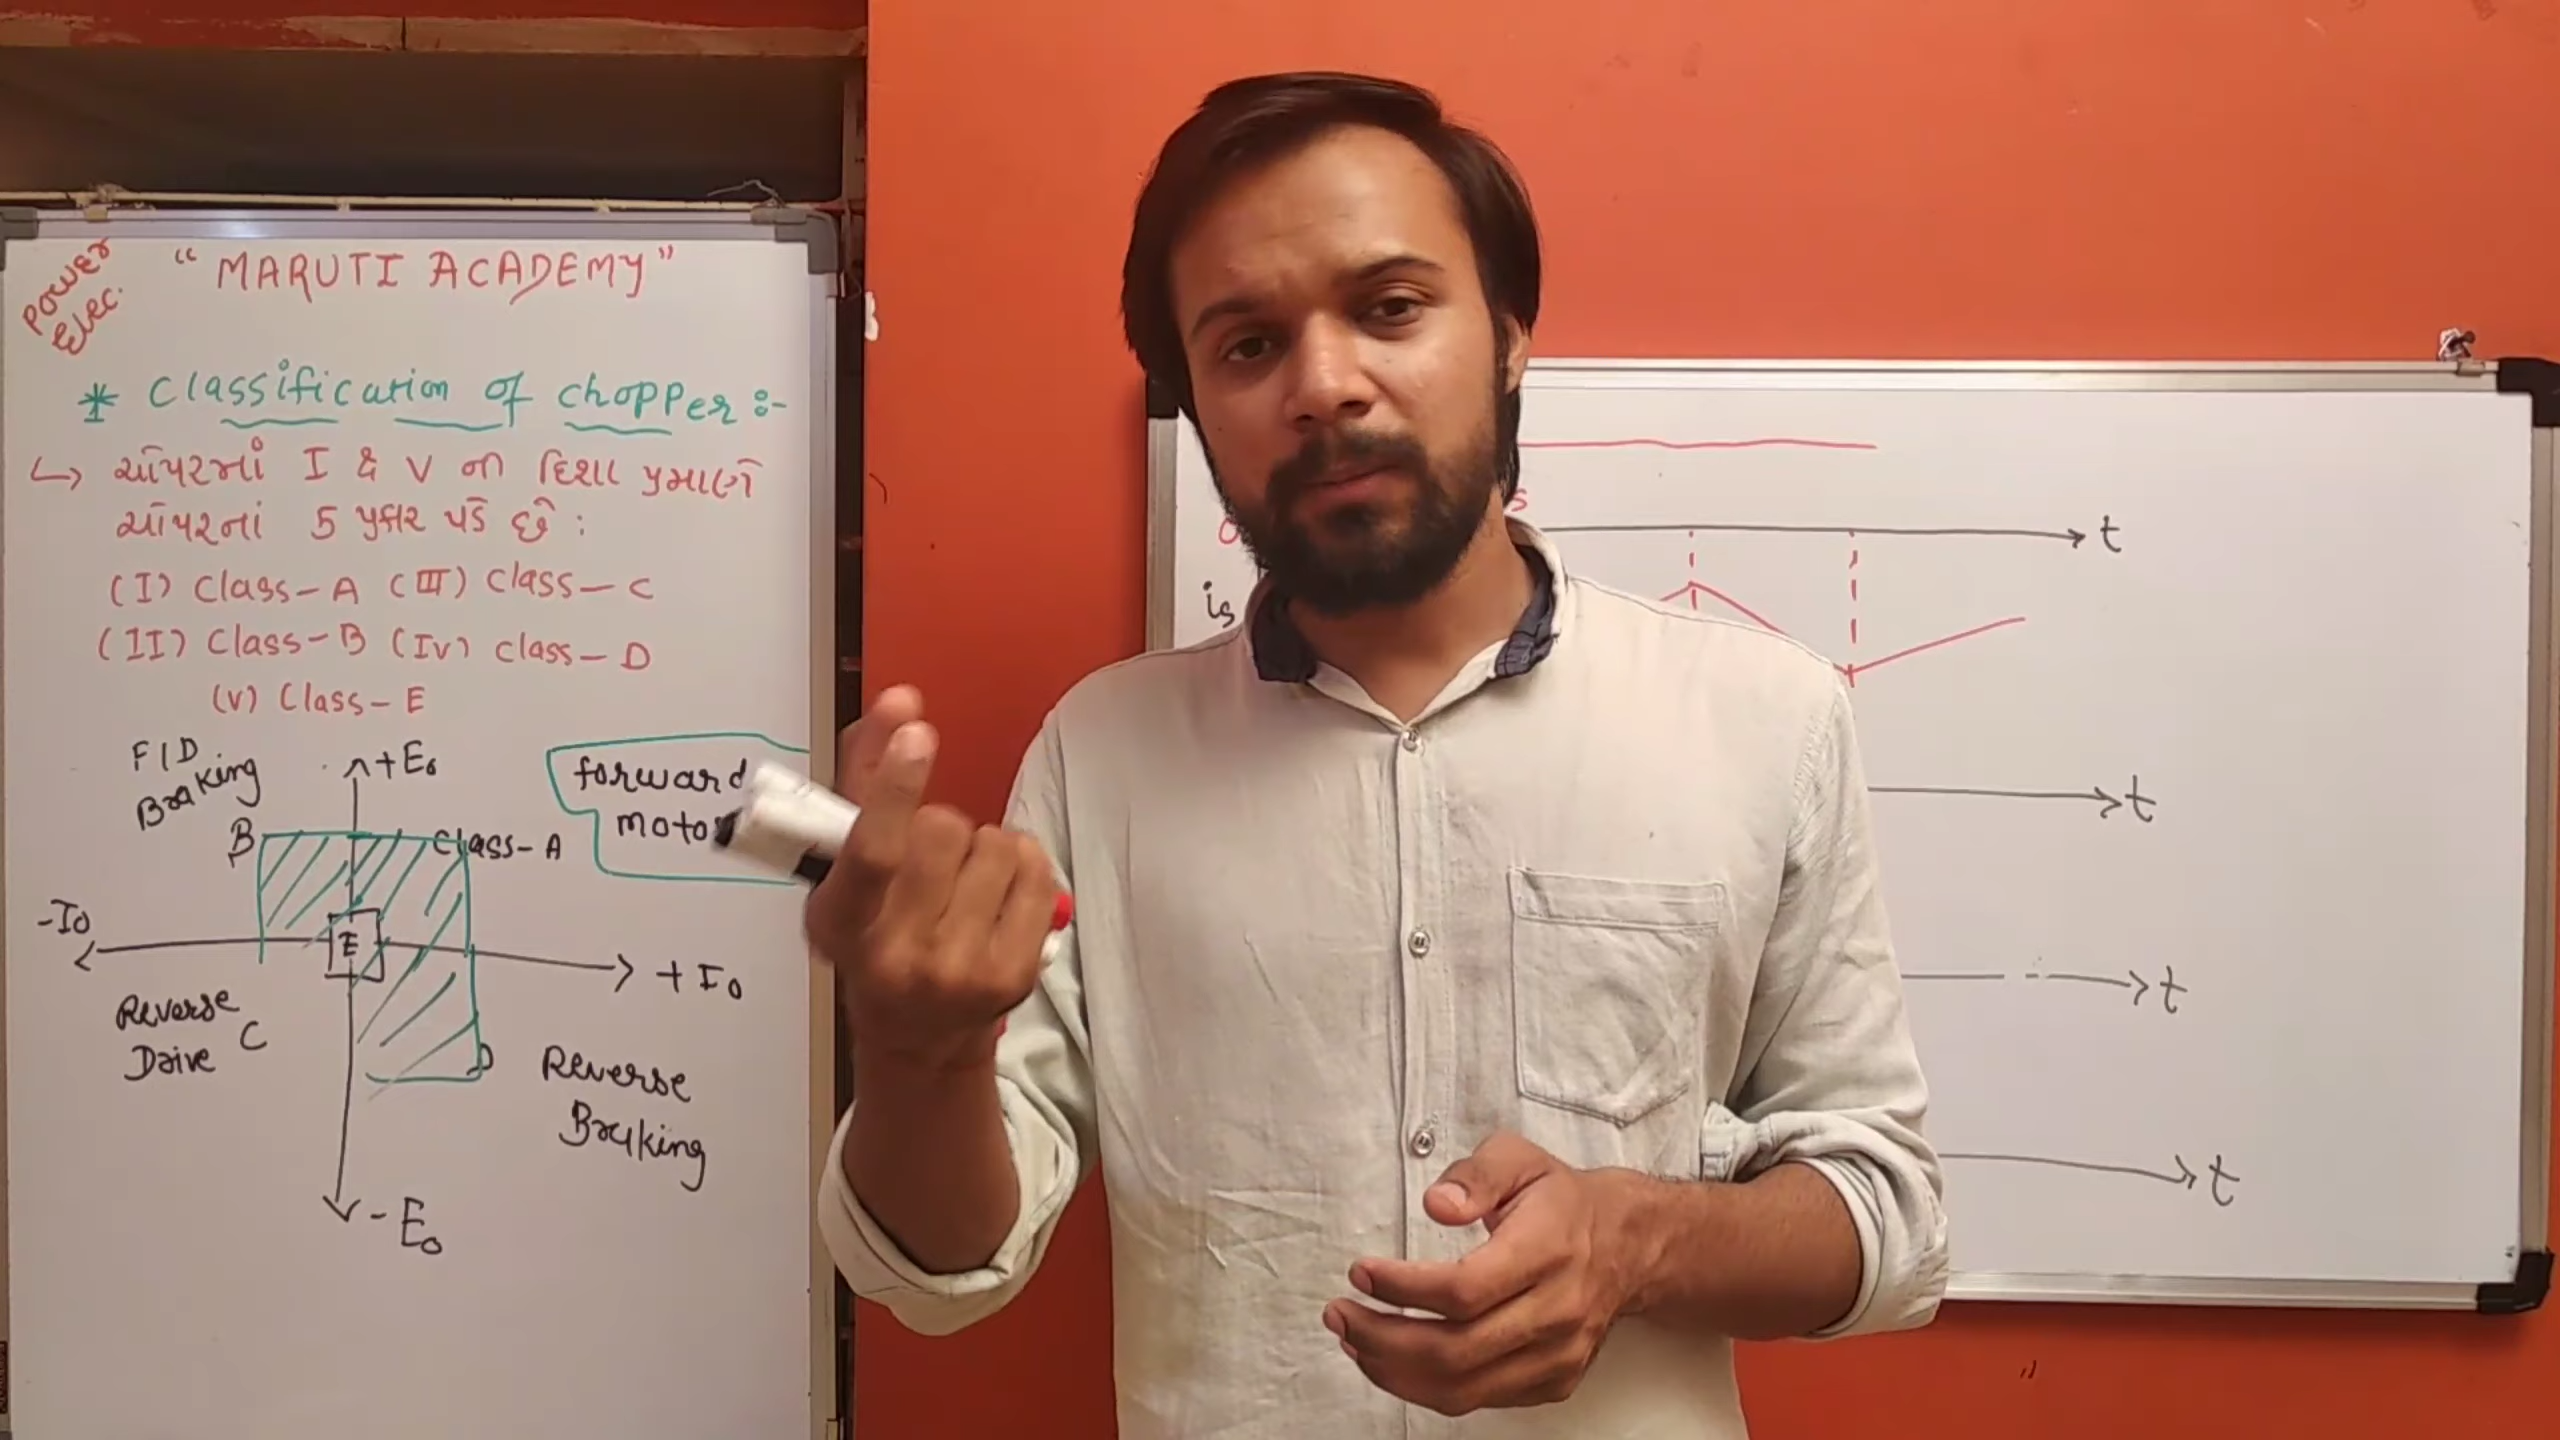 Power
Elec.
“MARUTI ACADEMY”
* Classification of chopper :-
↳ ચોપરમાં I & V ની દિશા પ્રમાણે
ચોપરનાં 5 પ્રકાર પડે છે :
(I) Class-A (III) Class-C
(II) Class-B (IV) Class-D
(V) Class-E
F/D
Braking
+E₀
forward
moto
B
Class-A
-I₀
E
+I₀
Reverse
Drive
C
D
Reverse
Braking
-E₀
s
t
is
t
t
t